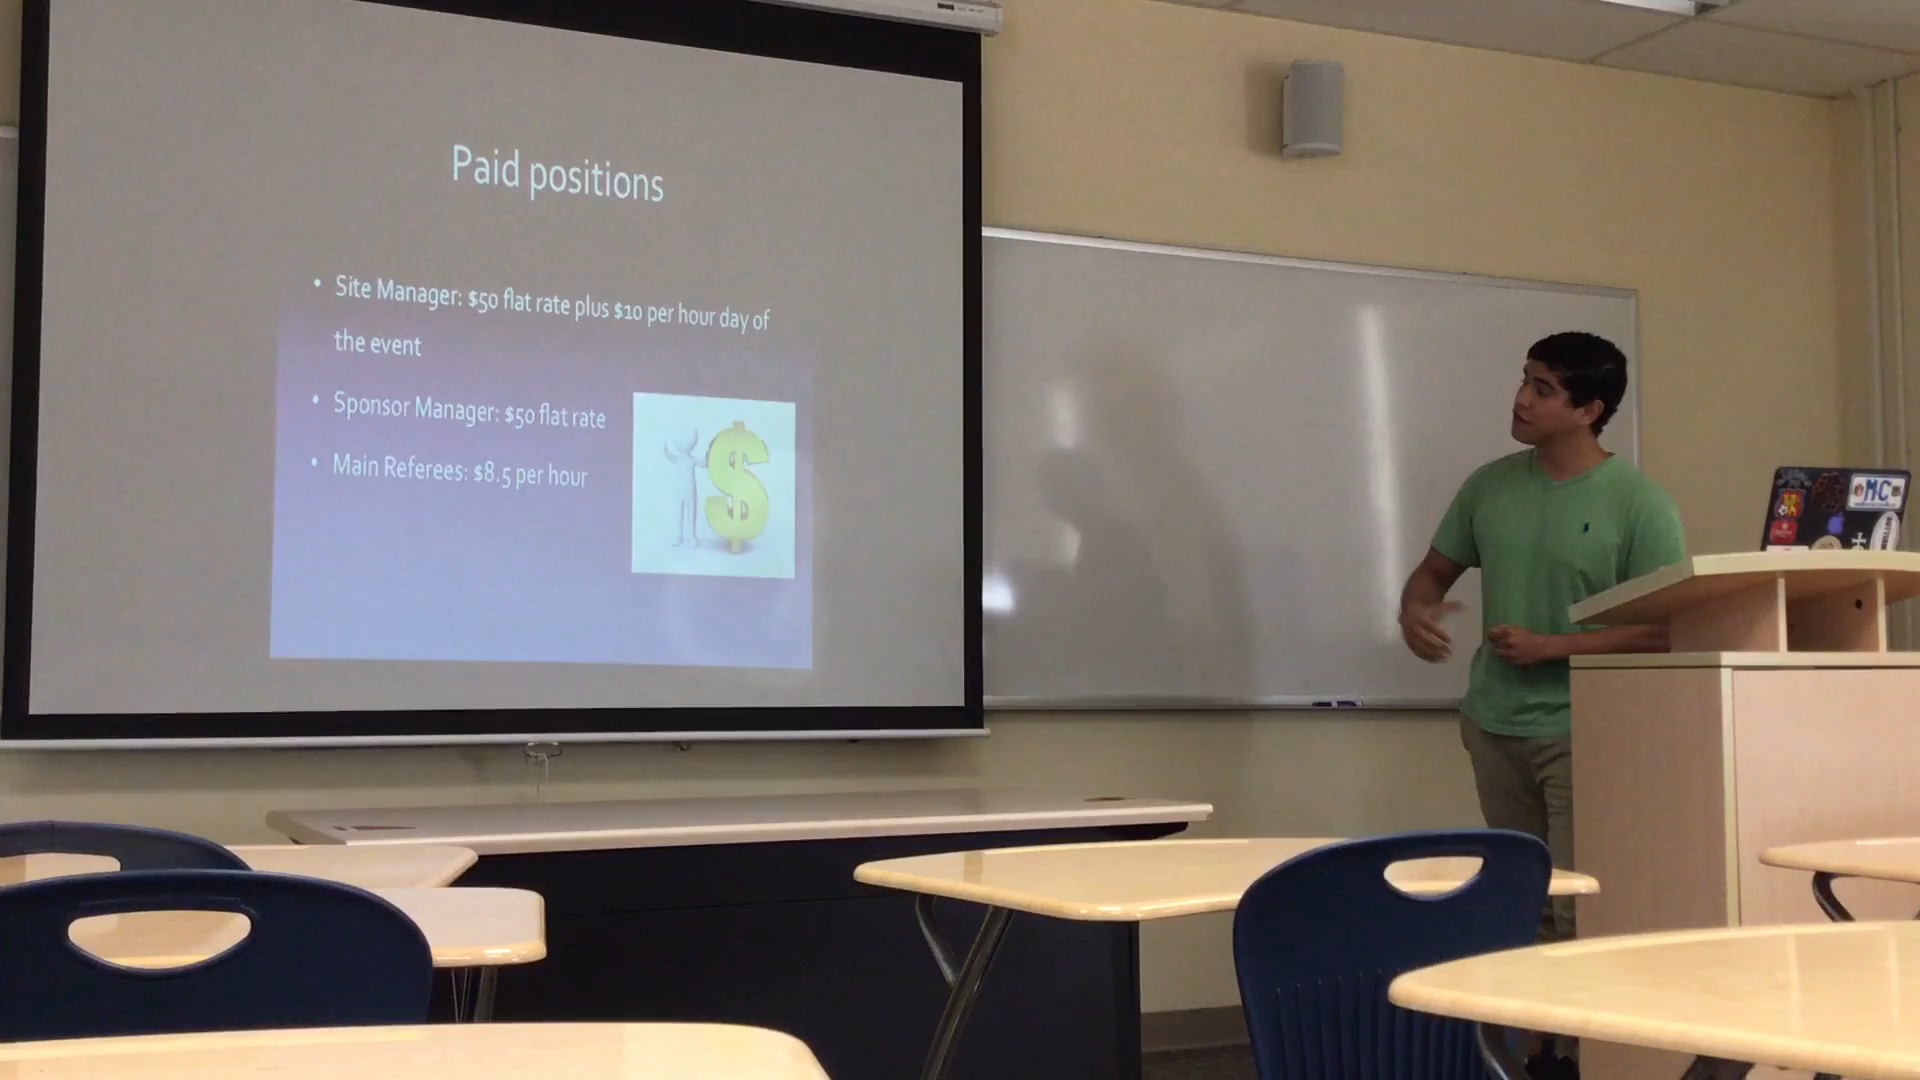 Paid positions
• Site Manager: $50 flat rate plus $10 per hour day of
the event
• Sponsor Manager: $50 flat rate
• Main Referees: $8.5 per hour
MC